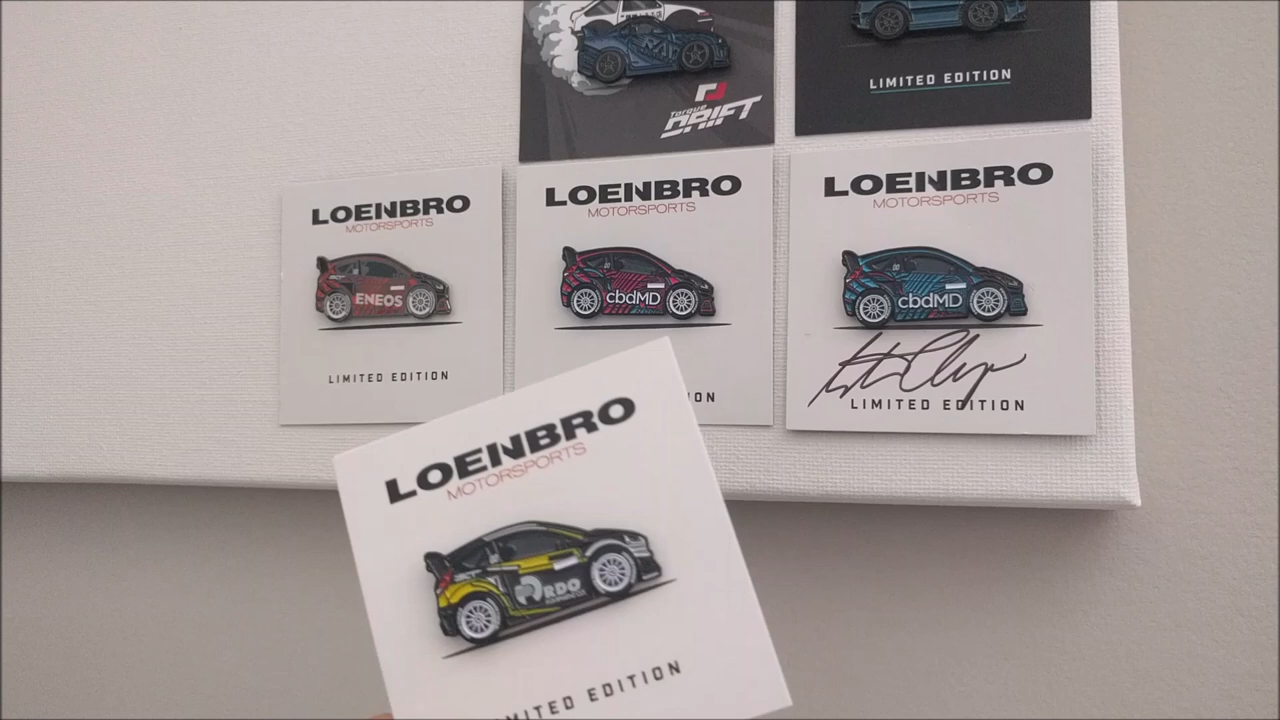 Torque
DRIFT
LIMITED EDITION
LOENBRO
MOTORSPORTS
ENEOS
LIMITED EDITION
LOENBRO
MOTORSPORTS
cbdMD
LOENBRO
MOTORSPORTS
cbdMD
LIMITED EDITION
LOENBRO
MOTORSPORTS
RDO
EDITION